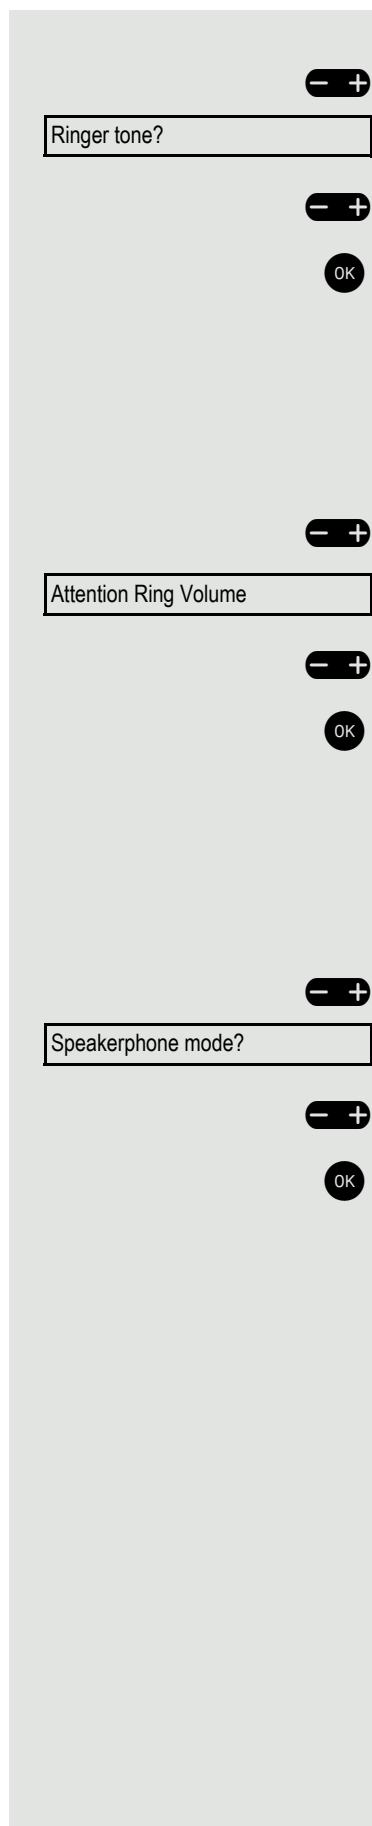 − +
Ringer tone?
− +
OK
− +
Attention Ring Volume
− +
OK
− +
Speakerphone mode?
− +
OK